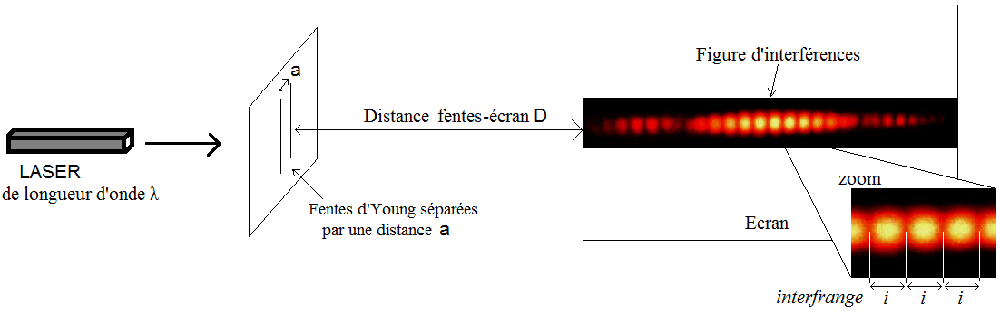 Figure d'interférences
a
Distance fentes-écran D
LASER
de longueur d'onde λ
zoom
Fentes d'Young séparées
par une distance a
Ecran
interfrange i i i